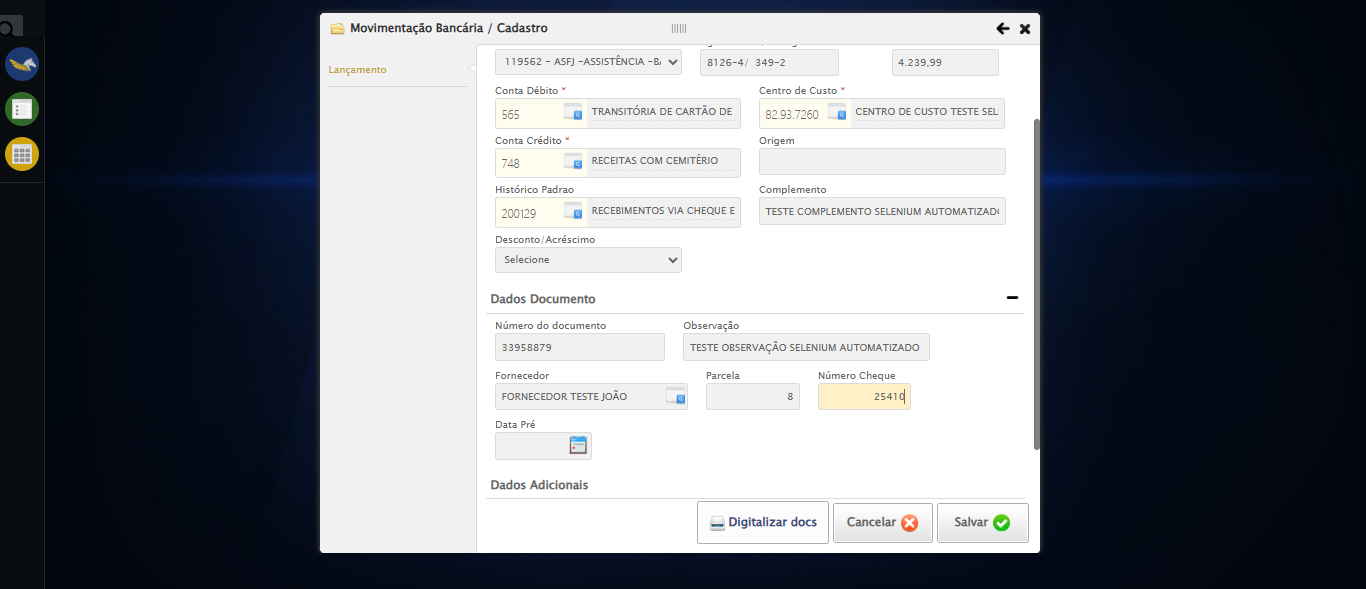 Movimentação Bancária / Cadastro
Lançamento
119562 - ASFJ -ASSISTÊNCIA -BA
8126-4/ 349-2
4.239,99
Conta Débito *
Centro de Custo *
565
TRANSITÓRIA DE CARTÃO DE
82.93.7260
CENTRO DE CUSTO TESTE SEL
Conta Crédito *
Origem
748
RECEITAS COM CEMITÉRIO
Histórico Padrao
Complemento
200129
RECEBIMENTOS VIA CHEQUE E
TESTE COMPLEMENTO SELENIUM AUTOMATIZADO
Desconto/Acréscimo
Selecione
Dados Documento
Número do documento
Observação
33958879
TESTE OBSERVAÇÃO SELENIUM AUTOMATIZADO
Fornecedor
Parcela
Número Cheque
FORNECEDOR TESTE JOÃO
8
25410
Data Pré
Dados Adicionais
Digitalizar docs
Cancelar
Salvar